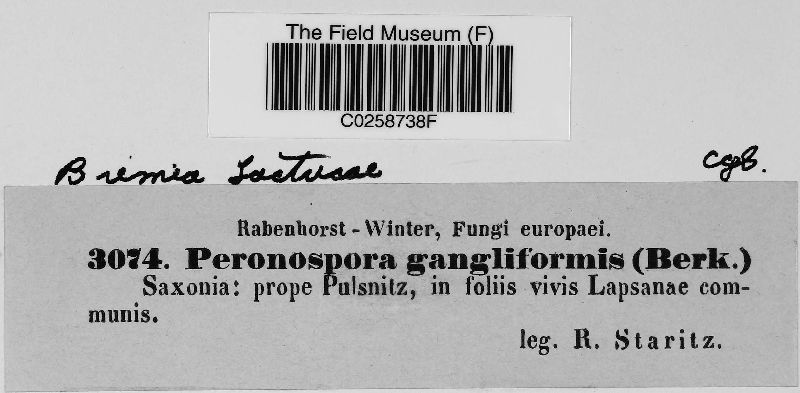 The Field Museum (F)
C0258738F
Bremia Lactucae
Rabenhorst - Winter, Fungi europaei.
3074. Peronospora gangliformis (Berk.)
Saxonia: prope Pulsnitz, in foliis vivis Lapsanae com-
munis.
leg. R. Staritz.